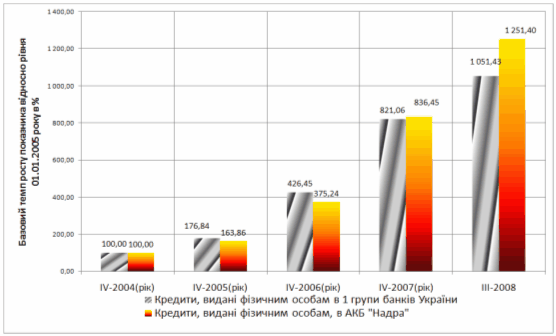 Базовий темп росту показника відносно рівня
01.01.2005 року в %
1 400,00
1 200,00
1 000,00
800,00
600,00
400,00
200,00
0,00
100,00 100,00
176,84 163,86
426,45 375,24
821,06 836,45
1 051,43 1 251,40
IV-2004(рік) IV-2005(рік) IV-2006(рік) IV-2007(рік) III-2008
Кредити, видані фізичним особам в 1 групи банків України
Кредити, видані фізичним особам, в АКБ "Надра"